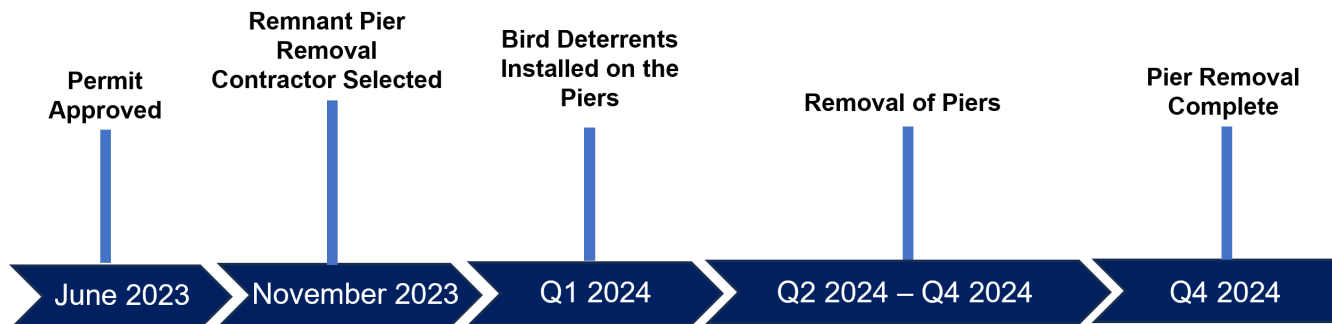 Permit
Approved
Remnant Pier
Removal
Contractor Selected
Bird Deterrents
Installed on the
Piers
Removal of Piers
Pier Removal
Complete
June 2023
November 2023
Q1 2024
Q2 2024 – Q4 2024
Q4 2024